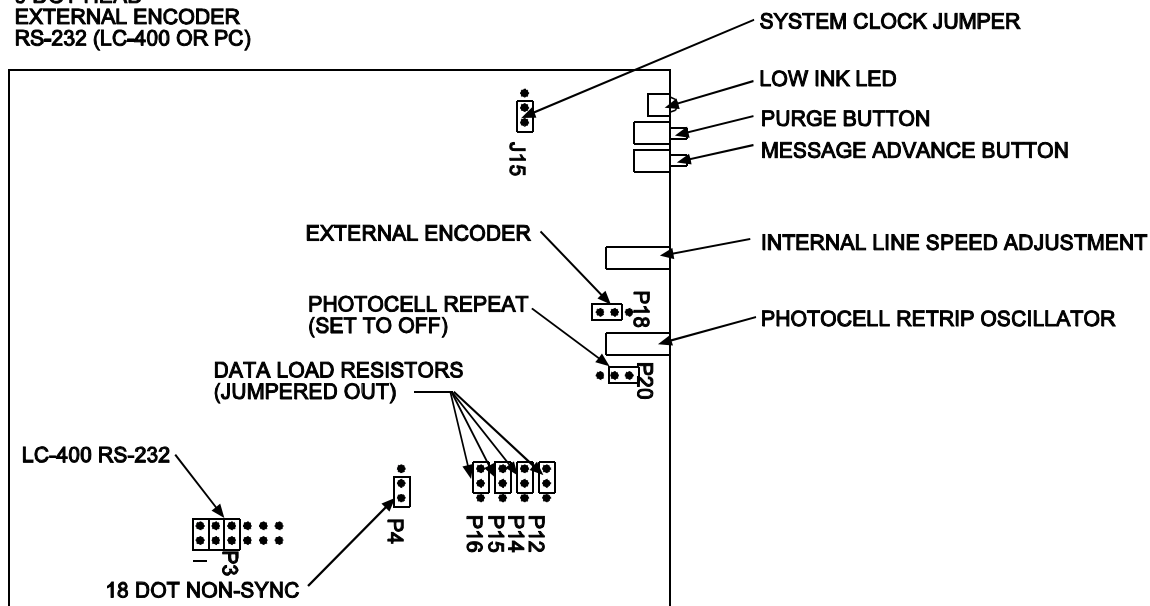 EXTERNAL ENCODER
RS-232 (LC-400 OR PC)
SYSTEM CLOCK JUMPER
LOW INK LED
PURGE BUTTON
MESSAGE ADVANCE BUTTON
J15
EXTERNAL ENCODER
INTERNAL LINE SPEED ADJUSTMENT
PHOTOCELL REPEAT
(SET TO OFF)
P18
PHOTOCELL RETRIP OSCILLATOR
DATA LOAD RESISTORS
(JUMPERED OUT)
P20
LC-400 RS-232
P4
P16
P15
P14
P12
1
P3
18 DOT NON-SYNC